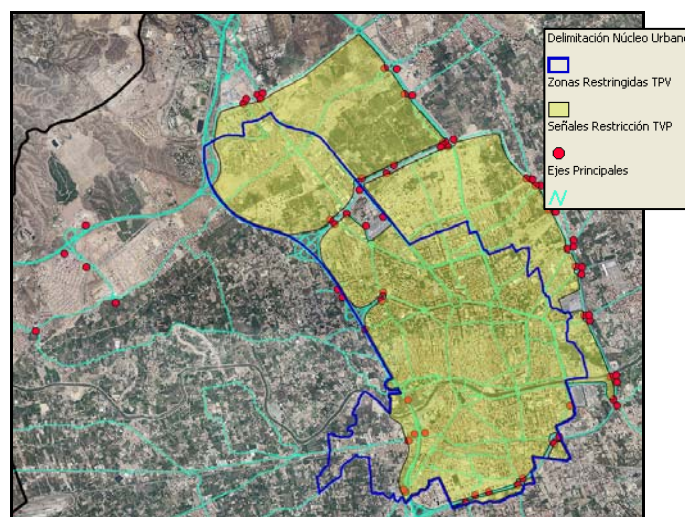 Delimitación Núcleo Urbano
Zonas Restringidas TPV
Señales Restricción TVP
Ejes Principales